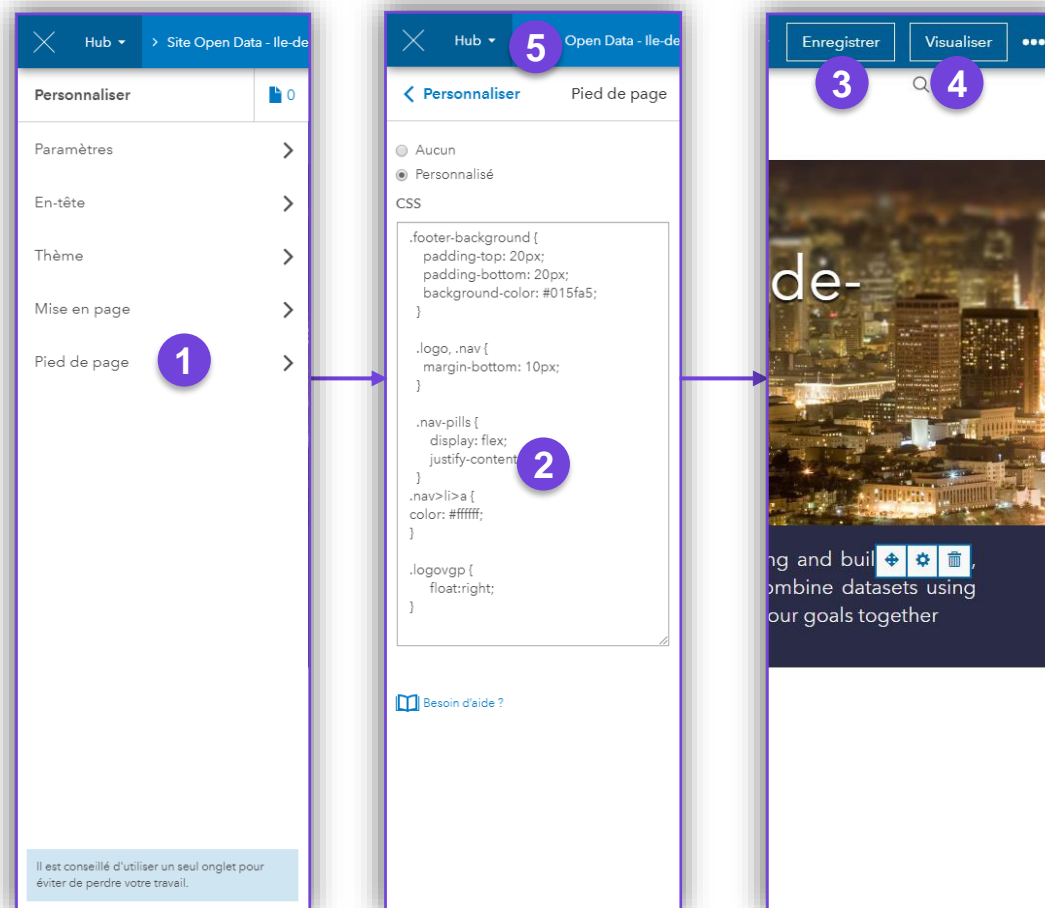 Hub
> Site Open Data - Ile-de
Personnaliser
0
Paramètres
En-tête
Thème
Mise en page
Pied de page
1
Il est conseillé d'utiliser un seul onglet pour
éviter de perdre votre travail.
Hub
5
Open Data - Ile-de
Personnaliser
Pied de page
Aucun
Personnalisé
CSS
.footer-background {
padding-top: 20px;
padding-bottom: 20px;
background-color: #015fa5;
}
.logo, .nav {
margin-bottom: 10px;
}
.nav-pills {
display: flex;
justify-content
2
}
.nav>li>a {
color: #ffffff;
}
.logovgp {
float:right;
}
Besoin d'aide ?
Enregistrer
Visualiser
3
4
de-
ng and buil ,
ombine datasets using
our goals together